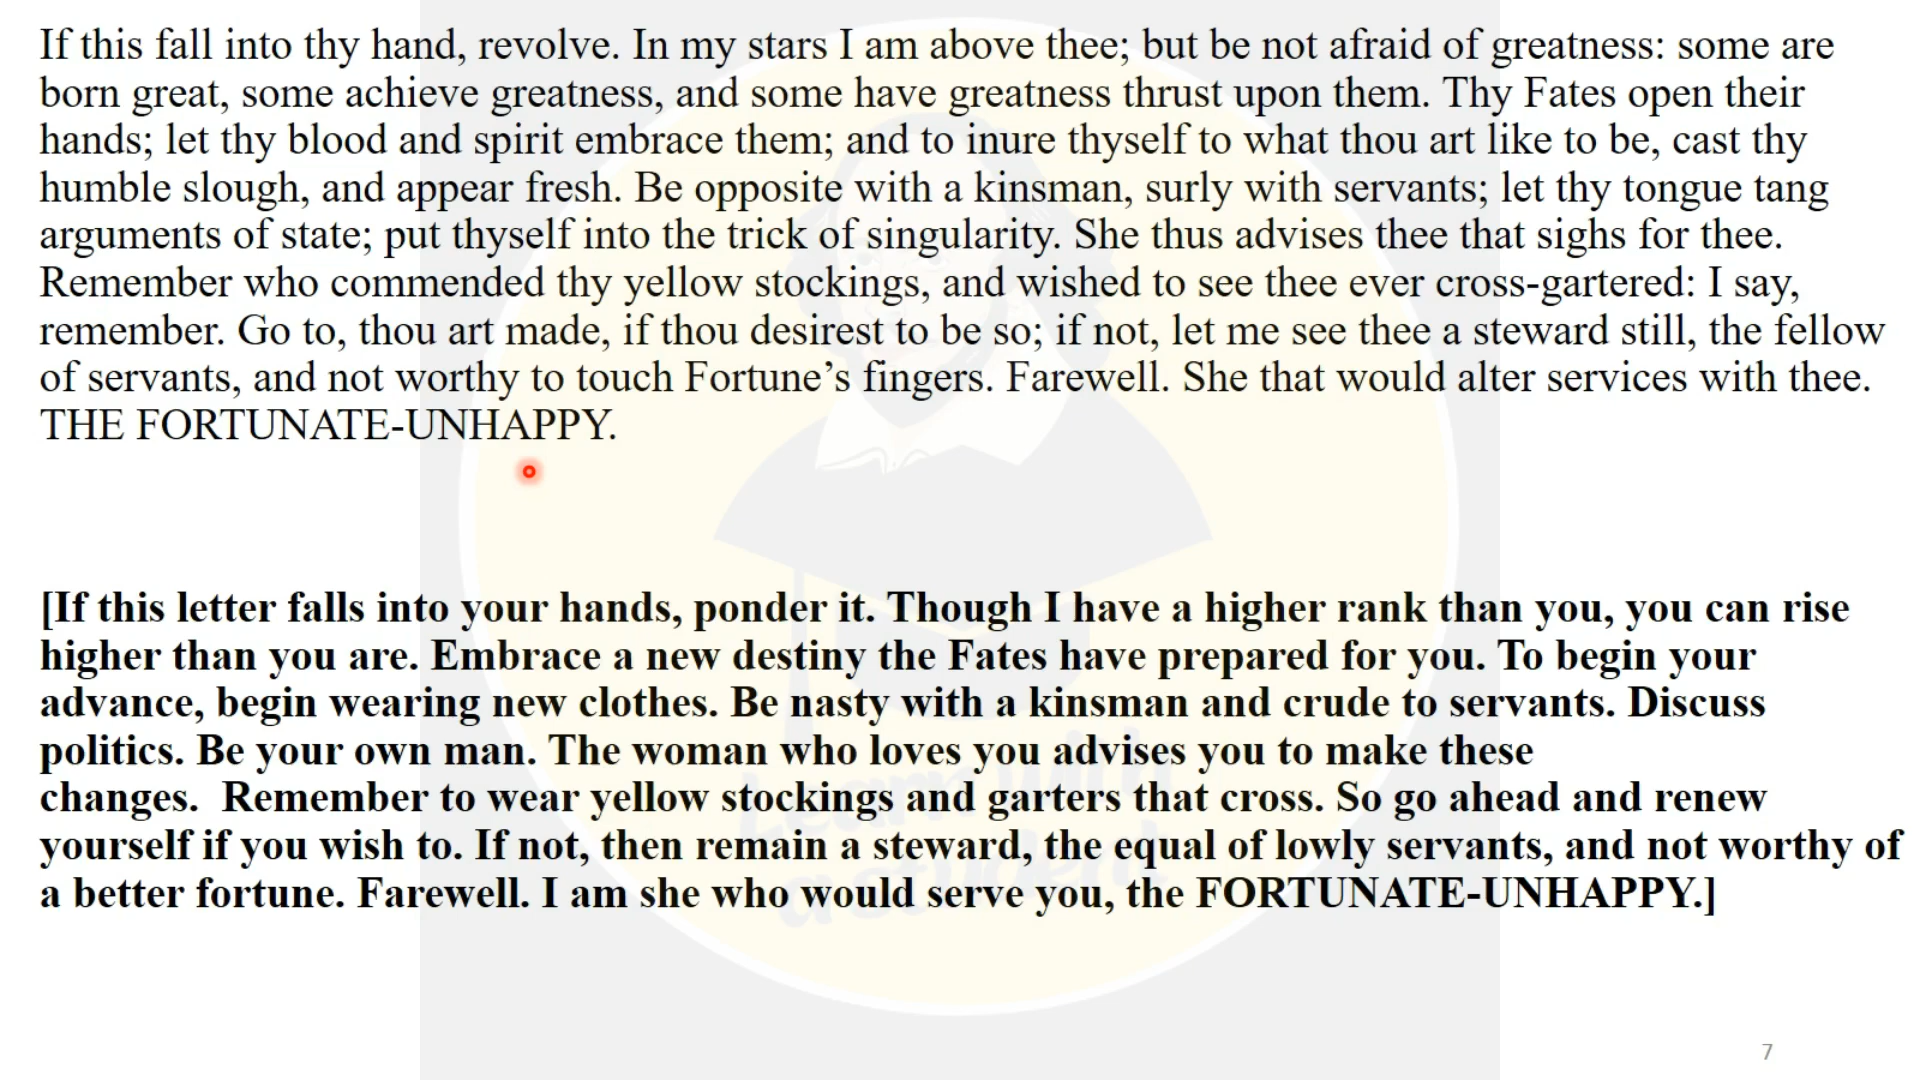 If this fall into thy hand, revolve. In my stars I am above thee; but be not afraid of greatness: some are
born great, some achieve greatness, and some have greatness thrust upon them. Thy Fates open their
hands; let thy blood and spirit embrace them; and to inure thyself to what thou art like to be, cast thy
humble slough, and appear fresh. Be opposite with a kinsman, surly with servants; let thy tongue tang
arguments of state; put thyself into the trick of singularity. She thus advises thee that sighs for thee.
Remember who commended thy yellow stockings, and wished to see thee ever cross-gartered: I say,
remember. Go to, thou art made, if thou desirest to be so; if not, let me see thee a steward still, the fellow
of servants, and not worthy to touch Fortune’s fingers. Farewell. She that would alter services with thee.
THE FORTUNATE-UNHAPPY.
[If this letter falls into your hands, ponder it. Though I have a higher rank than you, you can rise
higher than you are. Embrace a new destiny the Fates have prepared for you. To begin your
advance, begin wearing new clothes. Be nasty with a kinsman and crude to servants. Discuss
politics. Be your own man. The woman who loves you advises you to make these
changes.  Remember to wear yellow stockings and garters that cross. So go ahead and renew
yourself if you wish to. If not, then remain a steward, the equal of lowly servants, and not worthy of
a better fortune. Farewell. I am she who would serve you, the FORTUNATE-UNHAPPY.]
Learn with
a student
7